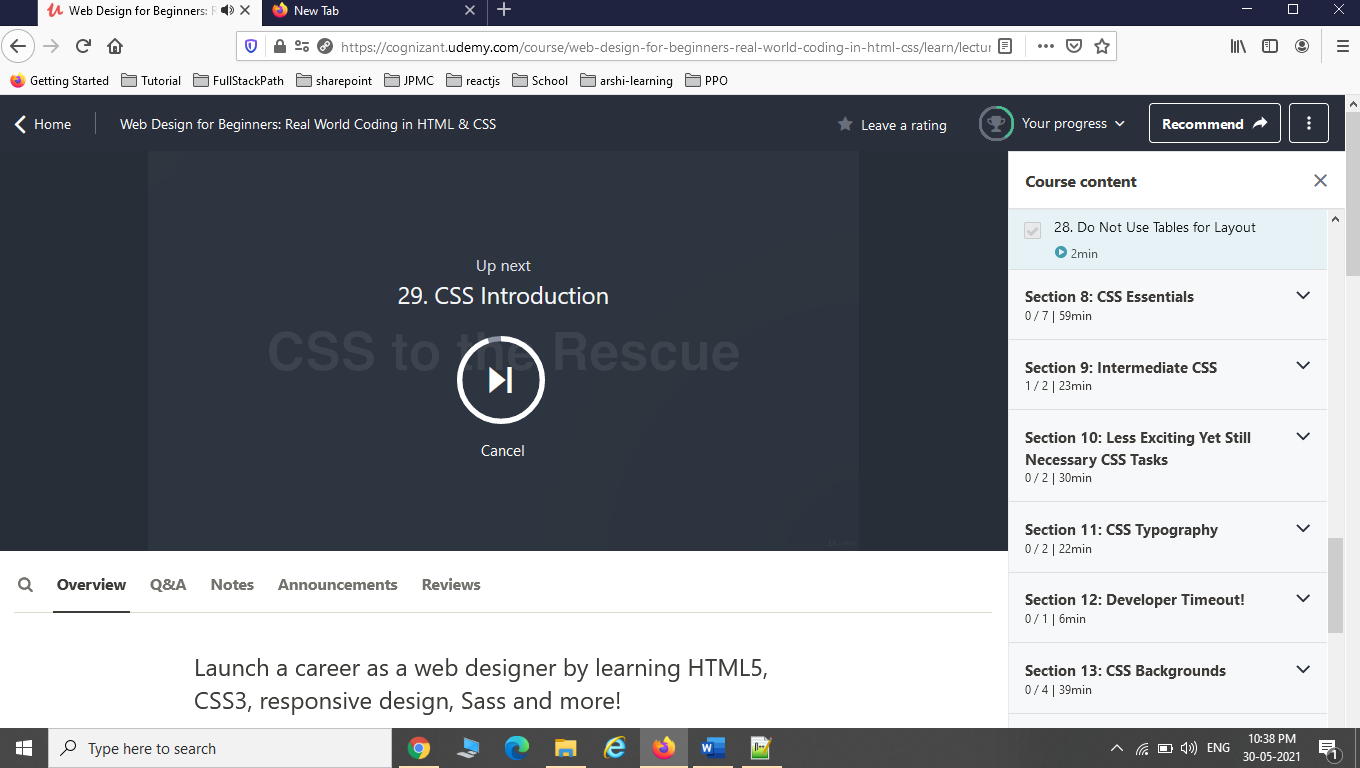 Web Design for Beginners:
New Tab
https://cognizant.udemy.com/course/web-design-for-beginners-real-world-coding-in-html-css/learn/lectur
Getting Started
Tutorial
FullStackPath
sharepoint
JPMC
reactjs
School
arshi-learning
PPO
Home
Web Design for Beginners: Real World Coding in HTML & CSS
Leave a rating
Your progress
Recommend
Up next
29. CSS Introduction
CSS to the Rescue
Cancel
Course content
28. Do Not Use Tables for Layout
2min
Section 8: CSS Essentials
0 / 7 | 59min
Section 9: Intermediate CSS
1 / 2 | 23min
Section 10: Less Exciting Yet Still
Necessary CSS Tasks
0 / 2 | 30min
Section 11: CSS Typography
0 / 2 | 22min
Section 12: Developer Timeout!
0 / 1 | 6min
Section 13: CSS Backgrounds
0 / 4 | 39min
Overview
Q&A
Notes
Announcements
Reviews
Launch a career as a web designer by learning HTML5,
CSS3, responsive design, Sass and more!
Type here to search
ENG
10:38 PM
30-05-2021
1